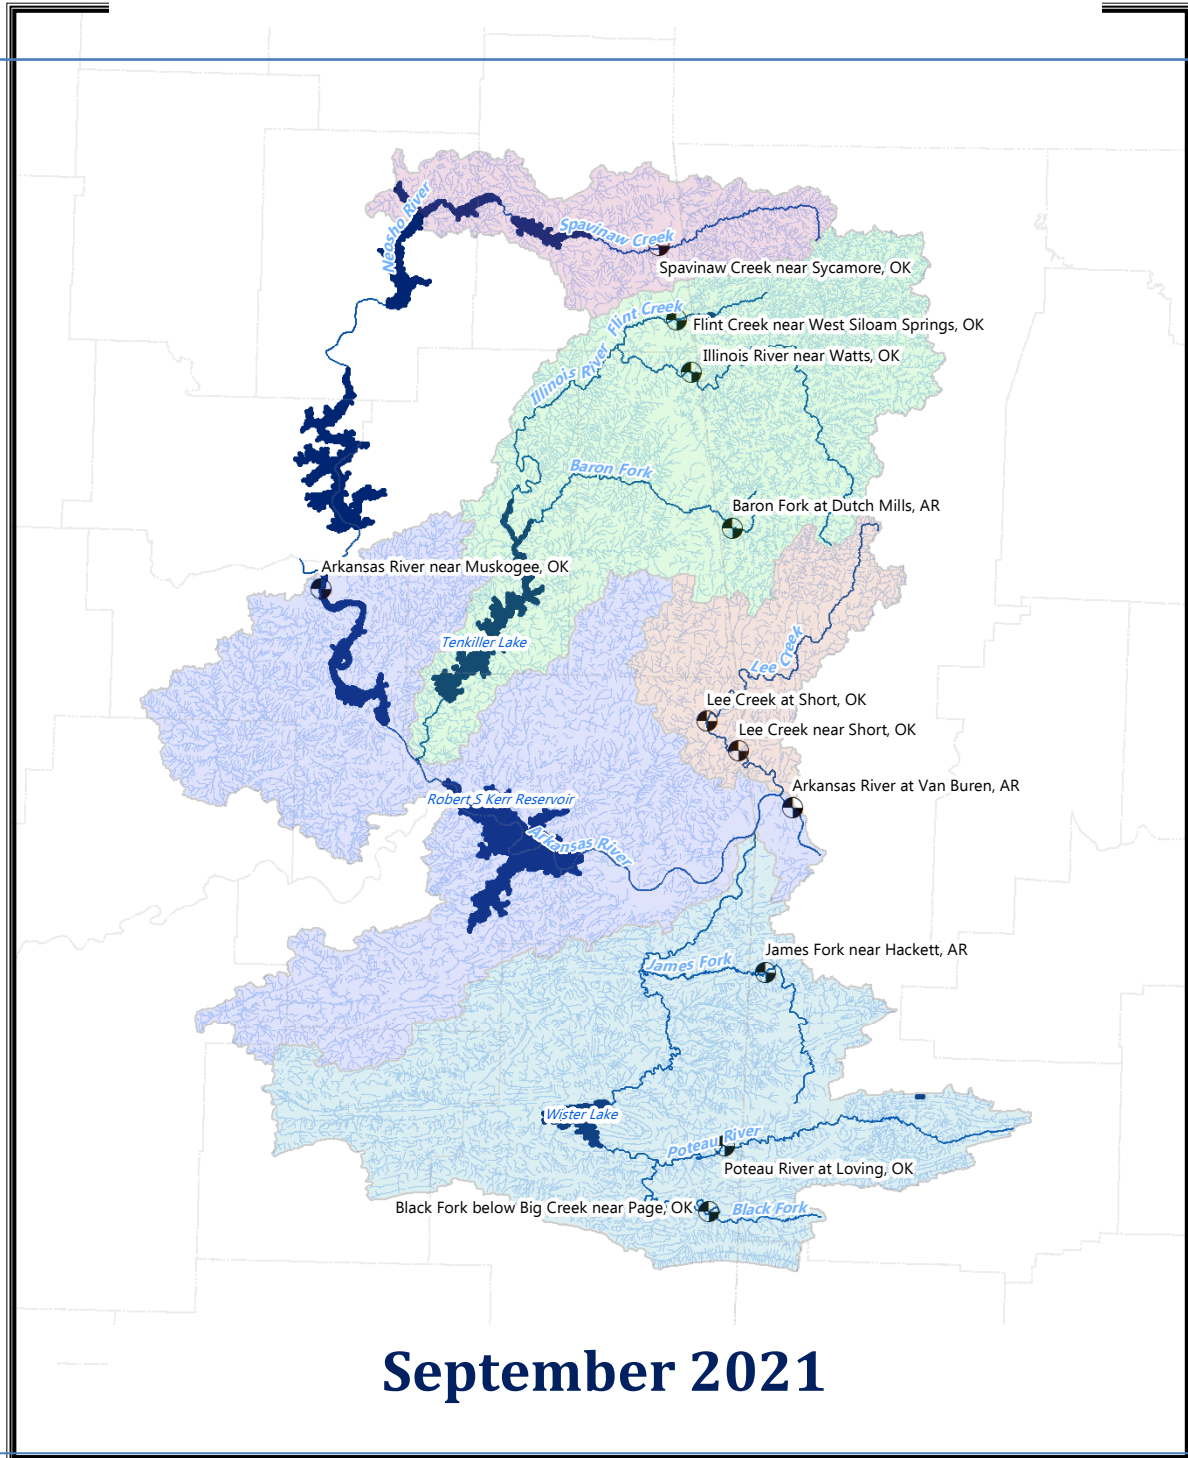 Neosho River
Spavinaw Creek
Spavinaw Creek near Sycamore, OK
Flint Creek
Flint Creek near West Siloam Springs, OK
Illinois River near Watts, OK
Illinois River
Baron Fork
Baron Fork at Dutch Mills, AR
Arkansas River near Muskogee, OK
Tenkiller Lake
Lee Creek
Lee Creek at Short, OK
Lee Creek near Short, OK
Arkansas River at Van Buren, AR
Robert S Kerr Reservoir
Arkansas River
James Fork near Hackett, AR
James Fork
Wister Lake
Poteau River
Poteau River at Loving, OK
Black Fork below Big Creek near Page, OK
Black Fork
September 2021